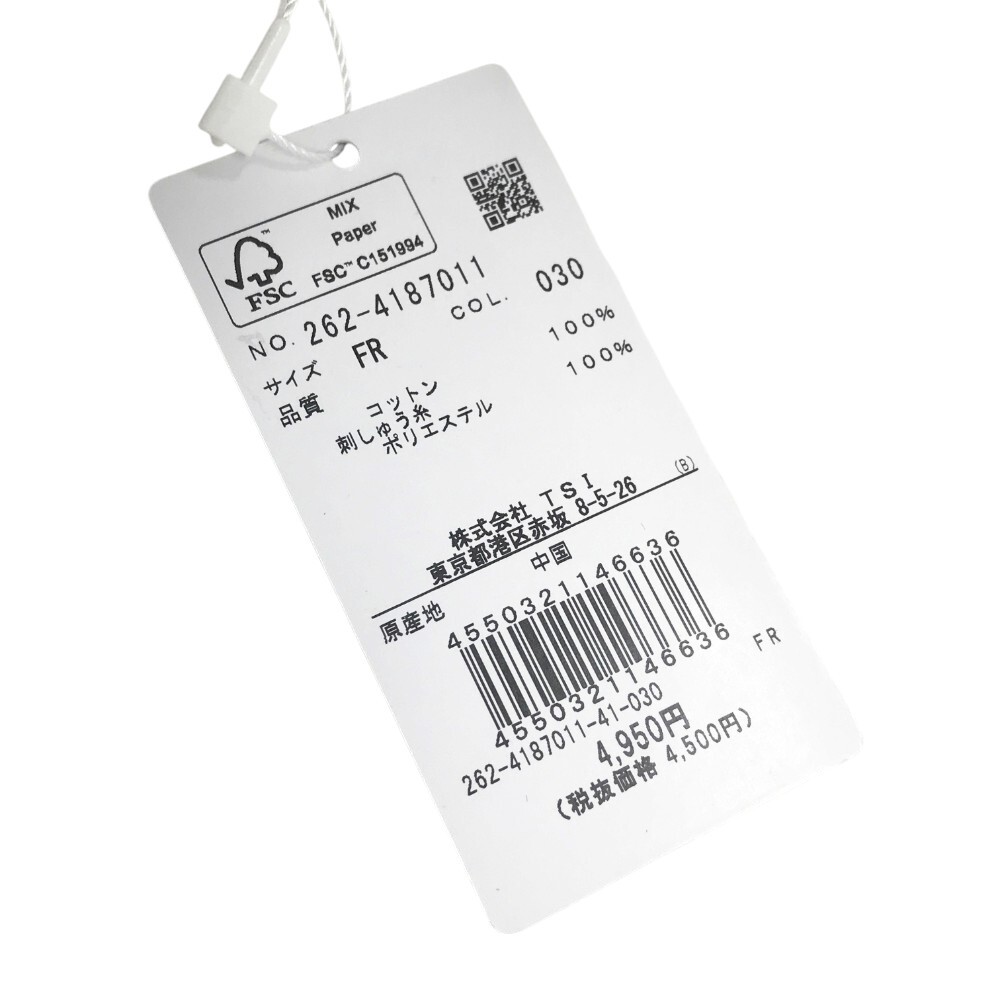 MIX
Paper
FSC™ C151994
FSC
NO. 262-4187011 COL. 030
サイズ FR
品質 コットン 100%
刺しゅう糸
ポリエステル 100%
(B)
株式会社 TSI
東京都港区赤坂 8-5-26
原産地 中国
4550321146636
4550321146636
262-4187011-41-030 FR
4,950円
(税抜価格 4,500円)